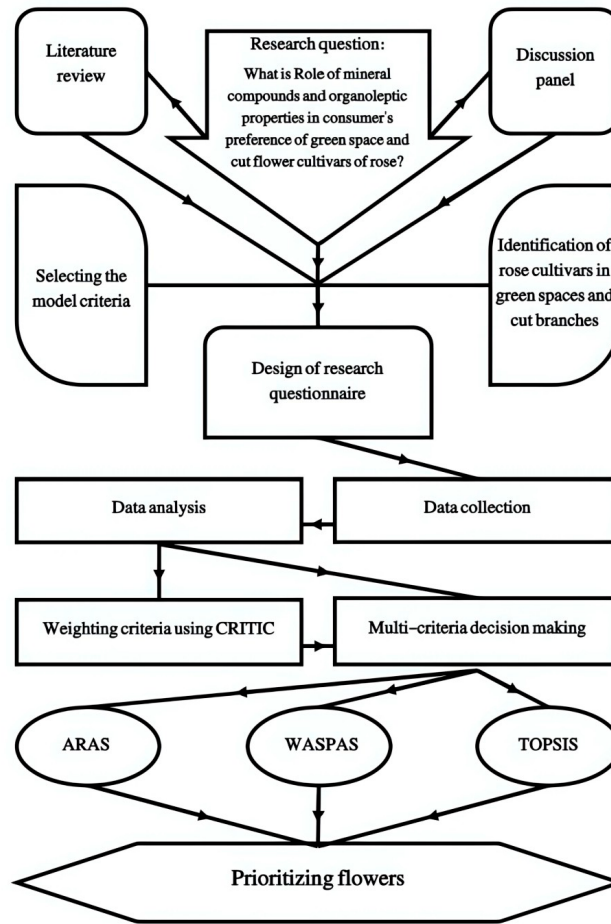 Literature
review
Research question:
What is Role of mineral
compounds and organoleptic
properties in consumer's
preference of green space and
cut flower cultivars of rose?
Discussion
panel
Selecting the
model criteria
Identification of
rose cultivars in
green spaces and
cut branches
Design of research
questionnaire
Data analysis
Data collection
Weighting criteria using CRITIC
Multi-criteria decision making
ARAS
WASPAS
TOPSIS
Prioritizing flowers